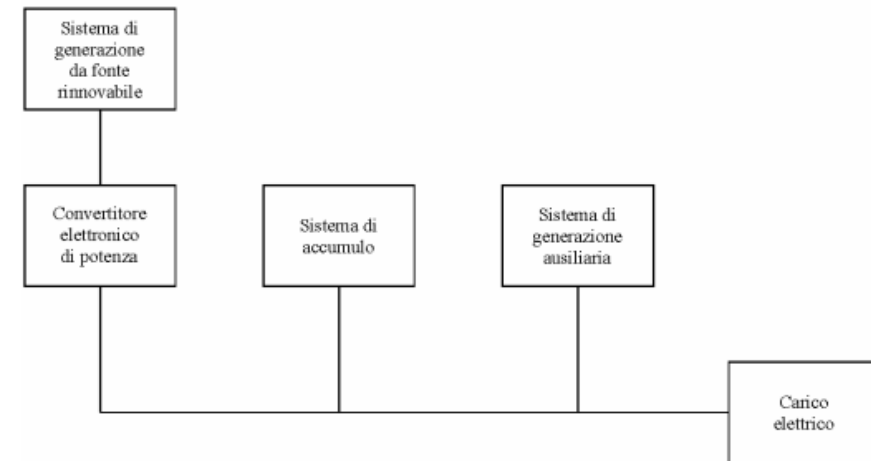 Sistema di
generazione
da fonte
rinnovabile
Convertitore
elettronico
di potenza
Sistema di
accumulo
Sistema di
generazione
ausiliaria
Carico
elettrico